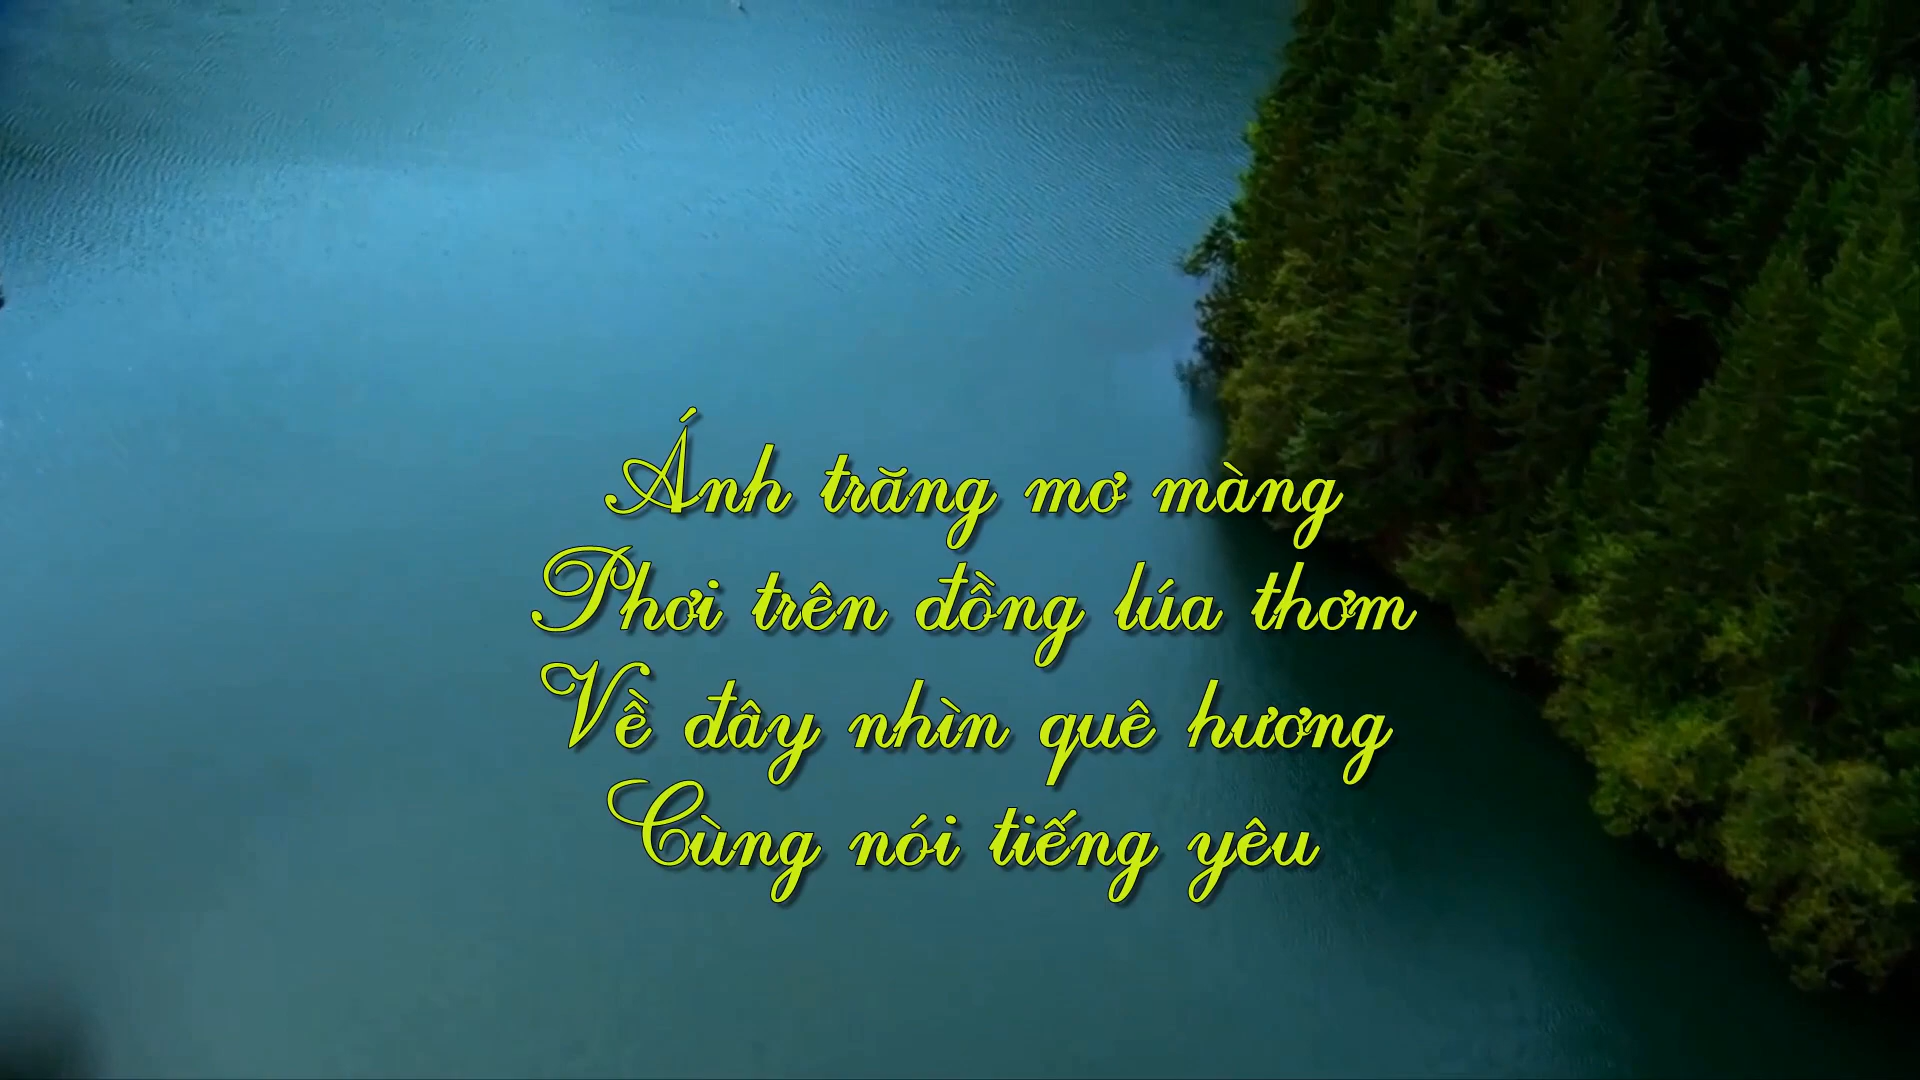 Ánh trăng mơ màng
Phơi trên đồng lúa thơm
Về đây nhìn quê hương
Cùng nói tiếng yêu